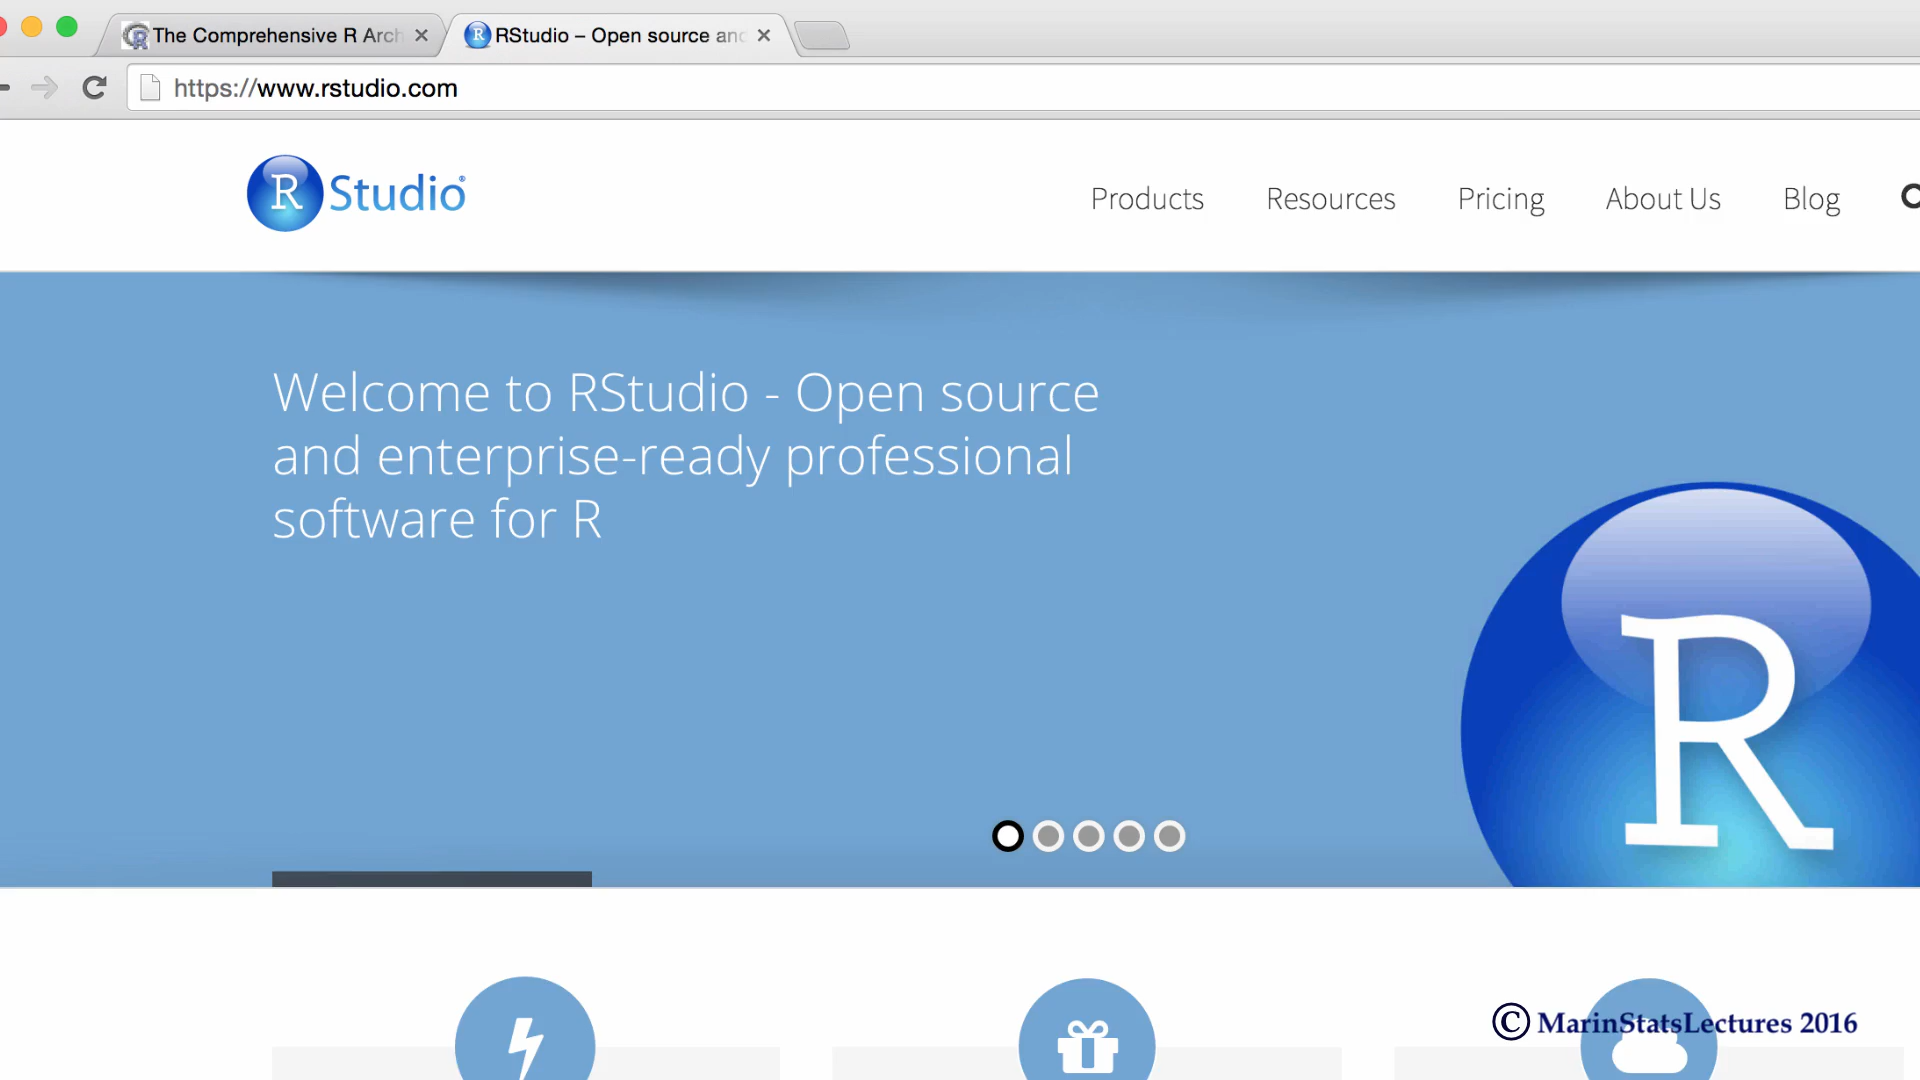 The Comprehensive R Arch
RStudio – Open source and
https://www.rstudio.com
R Studio®
Products
Resources
Pricing
About Us
Blog
Welcome to RStudio - Open source
and enterprise-ready professional
software for R
R
© MarinStatsLectures 2016